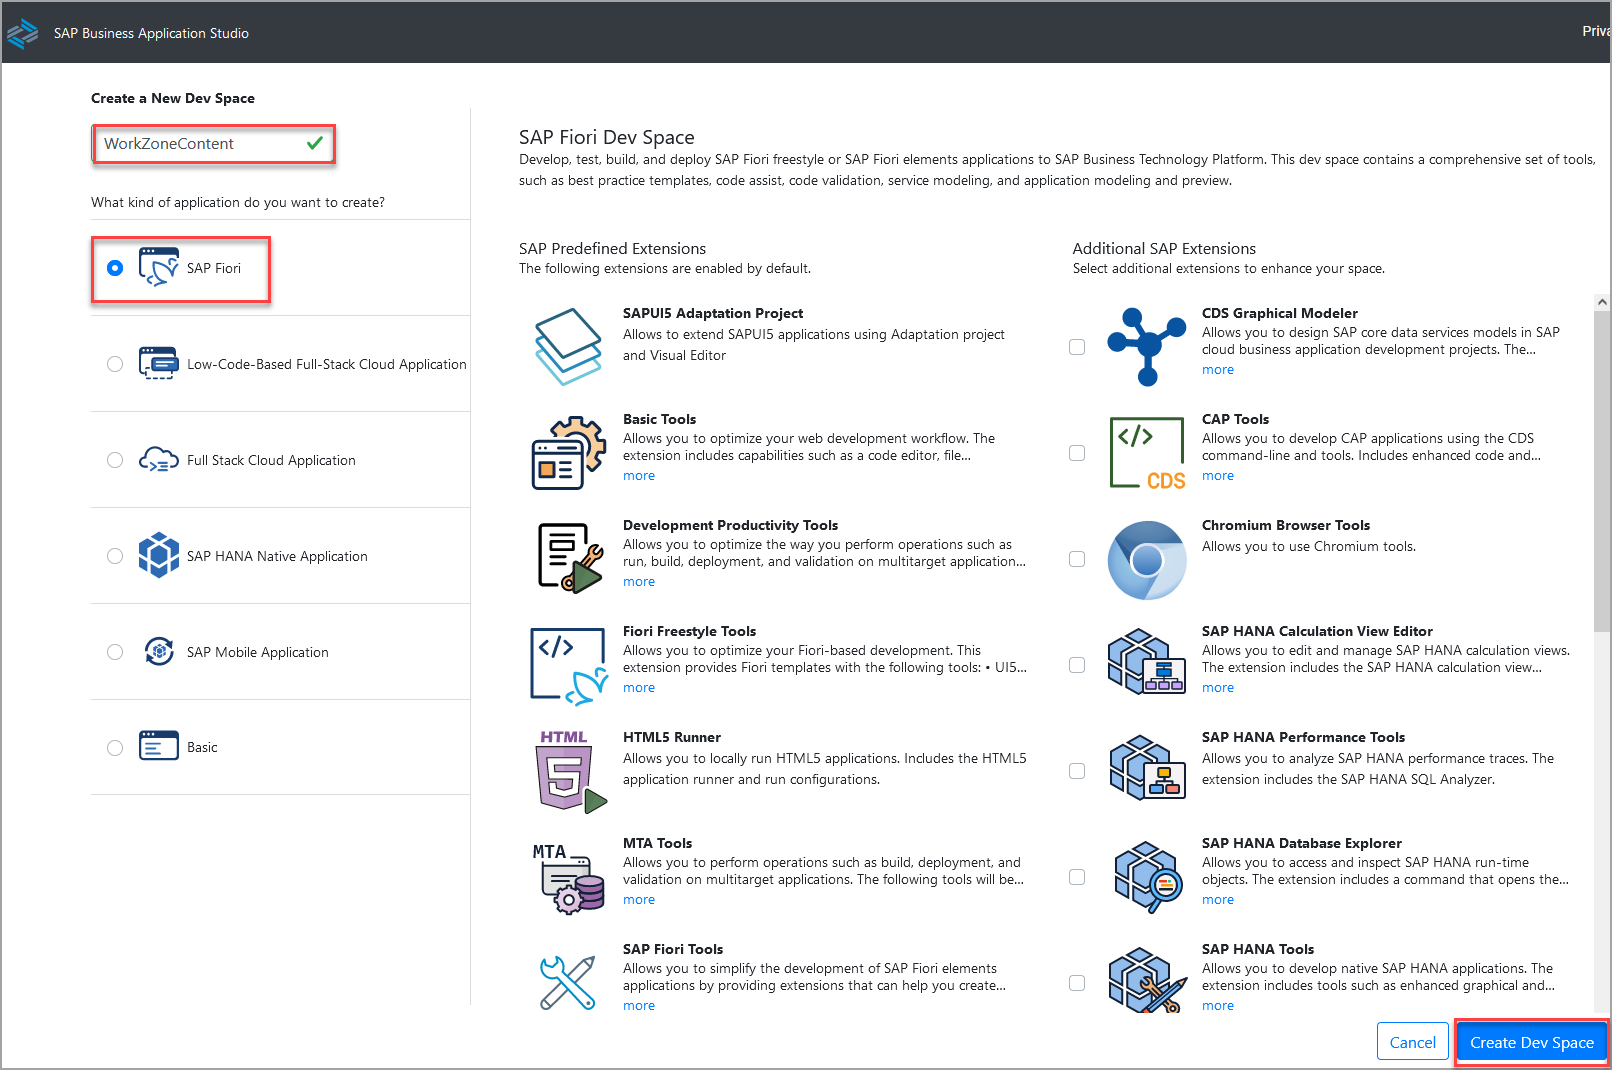 SAP Business Application Studio
Create a New Dev Space
WorkZoneContent
What kind of application do you want to create?
SAP Fiori
Low-Code-Based Full-Stack Cloud Application
Full Stack Cloud Application
SAP HANA Native Application
SAP Mobile Application
Basic
SAP Fiori Dev Space
Develop, test, build, and deploy SAP Fiori freestyle or SAP Fiori elements applications to SAP Business Technology Platform. This dev space contains a comprehensive set of tools,
such as best practice templates, code assist, code validation, service modeling, and application modeling and preview.
SAP Predefined Extensions
The following extensions are enabled by default.
SAPUI5 Adaptation Project
Allows to extend SAPUI5 applications using Adaptation project
and Visual Editor
Basic Tools
Allows you to optimize your web development workflow. The
extension includes capabilities such as a code editor, file...
more
Development Productivity Tools
Allows you to optimize the way you perform operations such as
run, build, deployment, and validation on multitarget application...
more
</>
Fiori Freestyle Tools
Allows you to optimize your Fiori-based development. This
extension provides Fiori templates with the following tools: • UI5...
more
HTML
5
HTML5 Runner
Allows you to locally run HTML5 applications. Includes the HTML5
application runner and run configurations.
MTA
MTA Tools
Allows you to perform operations such as build, deployment, and
validation on multitarget applications. The following tools will be...
more
SAP Fiori Tools
Allows you to simplify the development of SAP Fiori elements
applications by providing extensions that can help you create...
more
Additional SAP Extensions
Select additional extensions to enhance your space.
CDS Graphical Modeler
Allows you to design SAP core data services models in SAP
cloud business application development projects. The...
more
</>
CDS
CAP Tools
Allows you to develop CAP applications using the CDS
command-line and tools. Includes enhanced code and...
more
Chromium Browser Tools
Allows you to use Chromium tools.
SAP HANA Calculation View Editor
Allows you to edit and manage SAP HANA calculation views.
The extension includes the SAP HANA calculation view...
more
SAP HANA Performance Tools
Allows you to analyze SAP HANA performance traces. The
extension includes the SAP HANA SQL Analyzer.
SAP HANA Database Explorer
Allows you to access and inspect SAP HANA run-time
objects. The extension includes a command that opens the...
more
SAP HANA Tools
Allows you to develop native SAP HANA applications. The
extension includes tools such as enhanced graphical and...
more
Cancel
Create Dev Space